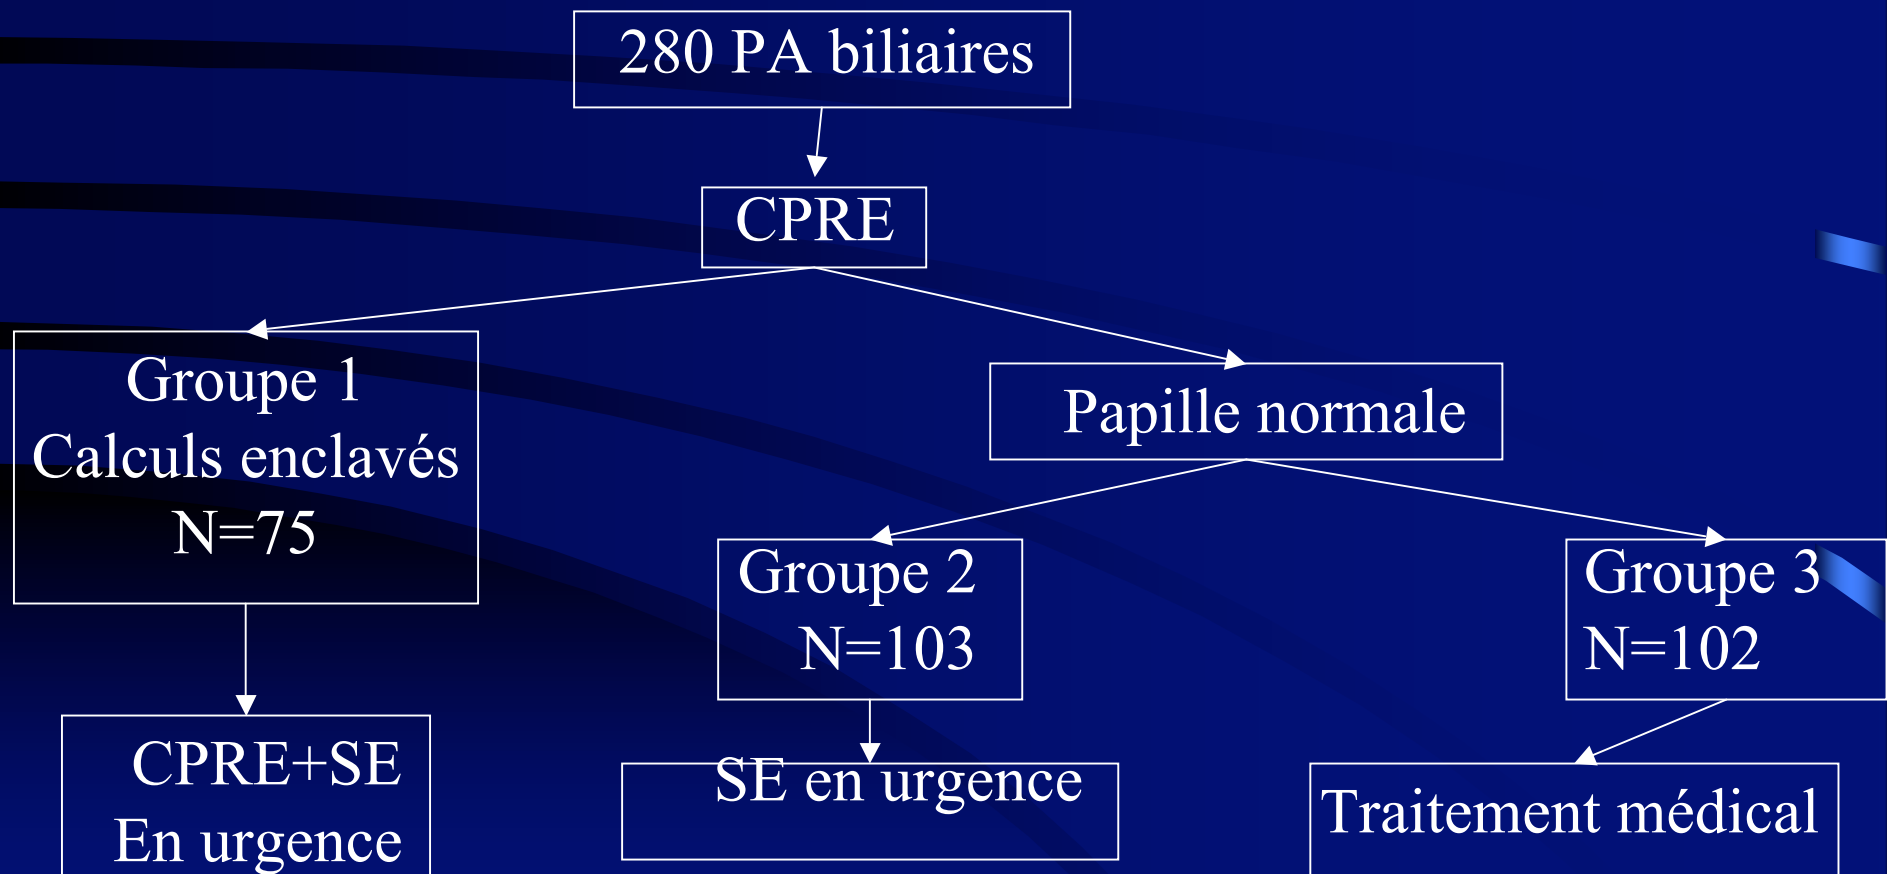 280 PA biliaires
CPRE
Groupe 1
Calculs enclavés
N=75
Papille normale
Groupe 2
N=103
Groupe 3
N=102
CPRE+SE
En urgence
SE en urgence
Traitement médical